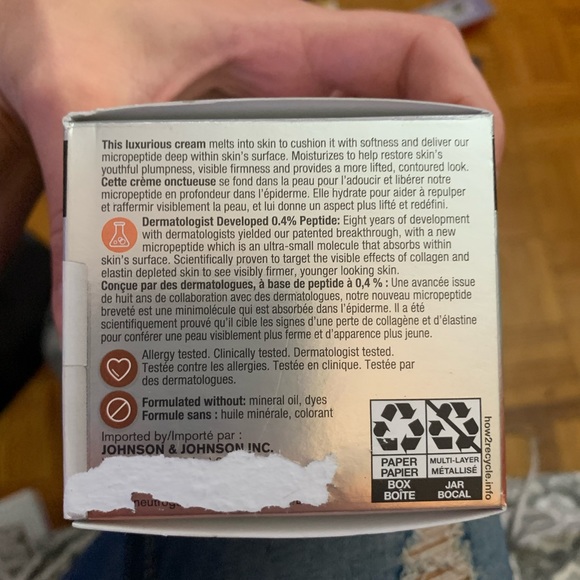 This luxurious cream melts into skin to cushion it with softness and deliver our
micropeptide deep within skin's surface. Moisturizes to help restore skin's
youthful plumpness, visible firmness and provides a more lifted, contoured look.
Cette crème onctueuse se fond dans la peau pour l'adoucir et libérer notre
micropeptide en profondeur dans l'épiderme. Elle hydrate pour aider à repulper
et raffermir visiblement la peau, et lui donne un aspect plus lifté et redéfini.
Dermatologist Developed 0.4% Peptide: Eight years of development
with dermatologists yielded our patented breakthrough, with a new
micropeptide which is an ultra-small molecule that absorbs within
skin's surface. Scientifically proven to target the visible effects of collagen and
elastin depleted skin to see visibly firmer, younger looking skin.
Conçue par des dermatologues, à base de peptide à 0,4 % : Une avancée issue
de huit ans de collaboration avec des dermatologues, notre nouveau micropeptide
breveté est une minimolécule qui est absorbée dans l'épiderme. Il a été
scientifiquement prouvé qu'il cible les signes d'une perte de collagène et d'élastine
pour conférer une peau visiblement plus ferme et d'apparence plus jeune.
Allergy tested. Clinically tested. Dermatologist tested.
Testée contre les allergies. Testée en clinique. Testée par
des dermatologues.
Formulated without: mineral oil, dyes
Formule sans : huile minérale, colorant
Imported by/Importé par :
JOHNSON & JOHNSON INC.
PAPER
PAPIER
BOX
BOÎTE
MULTI-LAYER
MÉTALLISÉ
JAR
BOCAL
how2recycle.info